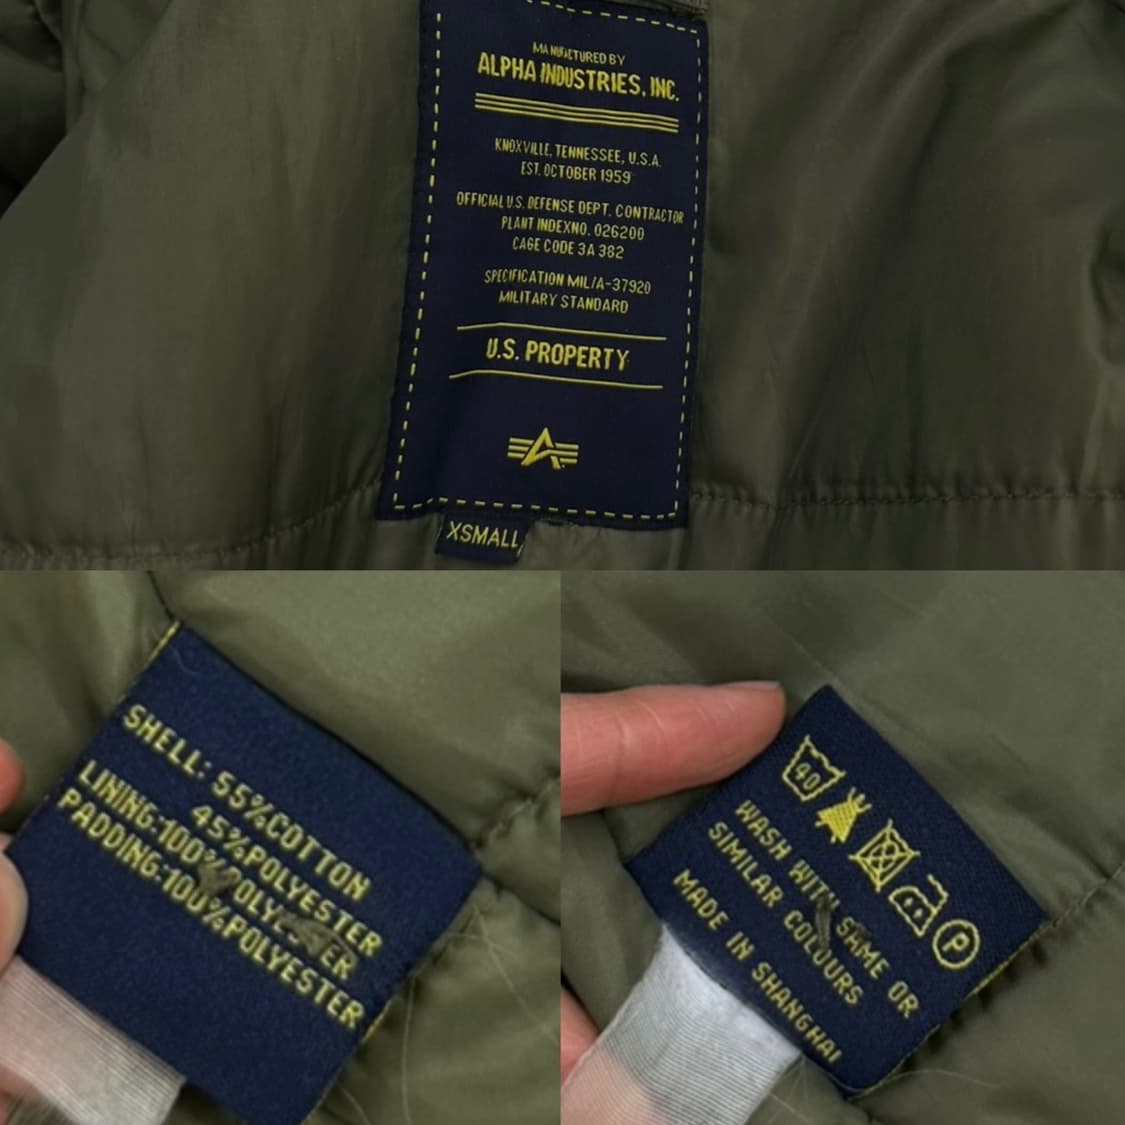 MANUFACTURED BY
ALPHA INDUSTRIES, INC.
KNOXVILLE, TENNESSEE, U.S.A.
EST. OCTOBER 1959
OFFICIAL U.S. DEFENSE DEPT. CONTRACTOR
PLANT INDEXNO. 026200
CAGE CODE 3A 382
SPECIFICATION MIL/A-37920
MILITARY STANDARD
U.S. PROPERTY
XSMALL
SHELL: 55%COTTON
45%POLYESTER
LINING:100%POLYESTER
PADDING:100%POLYESTER
40
P
WASH WITH SAME OR
SIMILAR COLOURS
MADE IN SHANGHAI